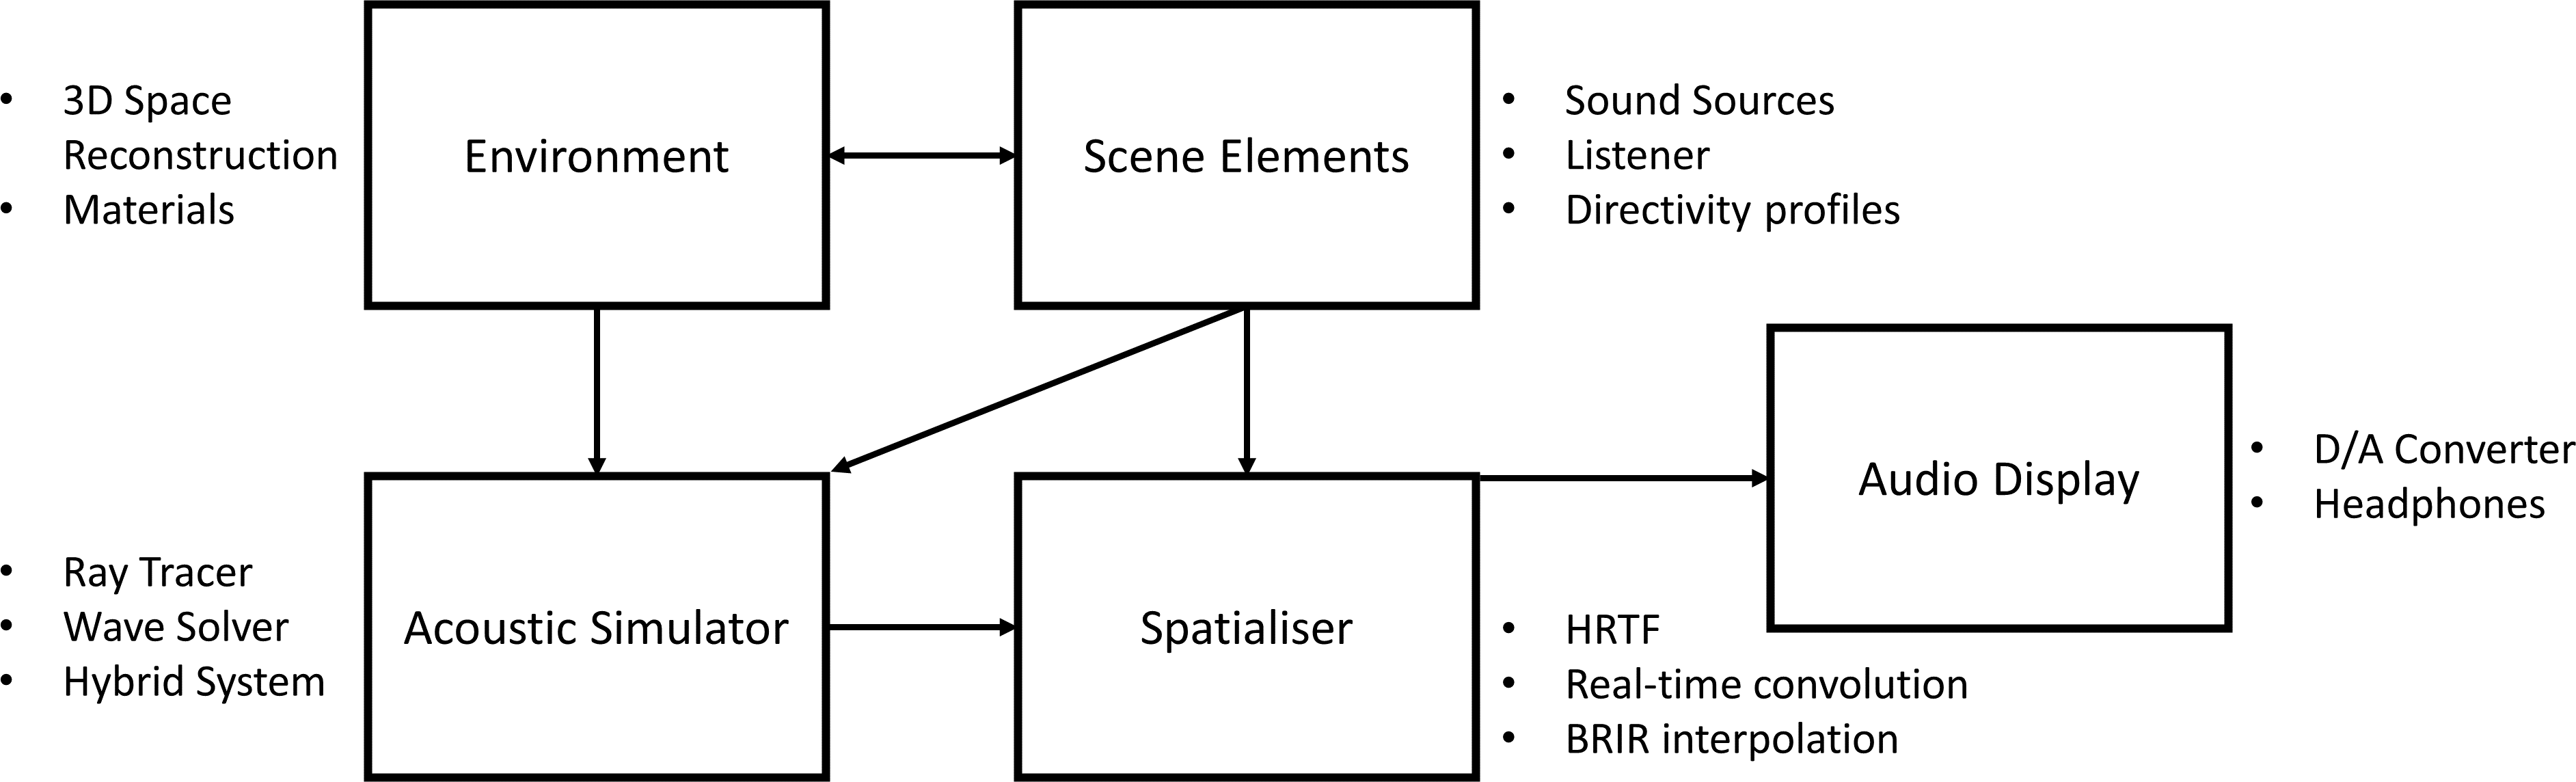 Environment
Scene Elements
• 3D Space
Reconstruction
• Materials
• Sound Sources
• Listener
• Directivity profiles
Audio Display
• D/A Converter
• Headphones
• Ray Tracer
• Wave Solver
• Hybrid System
Acoustic Simulator
Spatialiser
• HRTF
• Real-time convolution
• BRIR interpolation